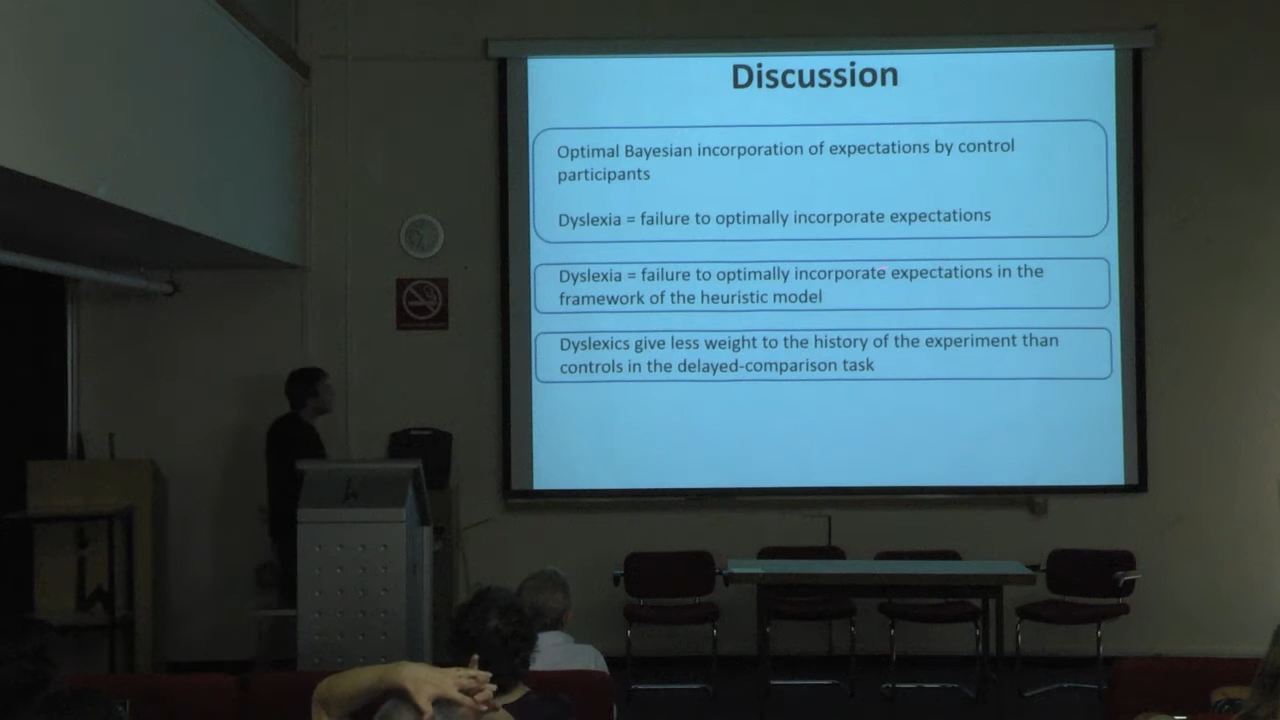 Discussion
Optimal Bayesian incorporation of expectations by control
participants
Dyslexia = failure to optimally incorporate expectations
Dyslexia = failure to optimally incorporate expectations in the
framework of the heuristic model
Dyslexics give less weight to the history of the experiment than
controls in the delayed-comparison task